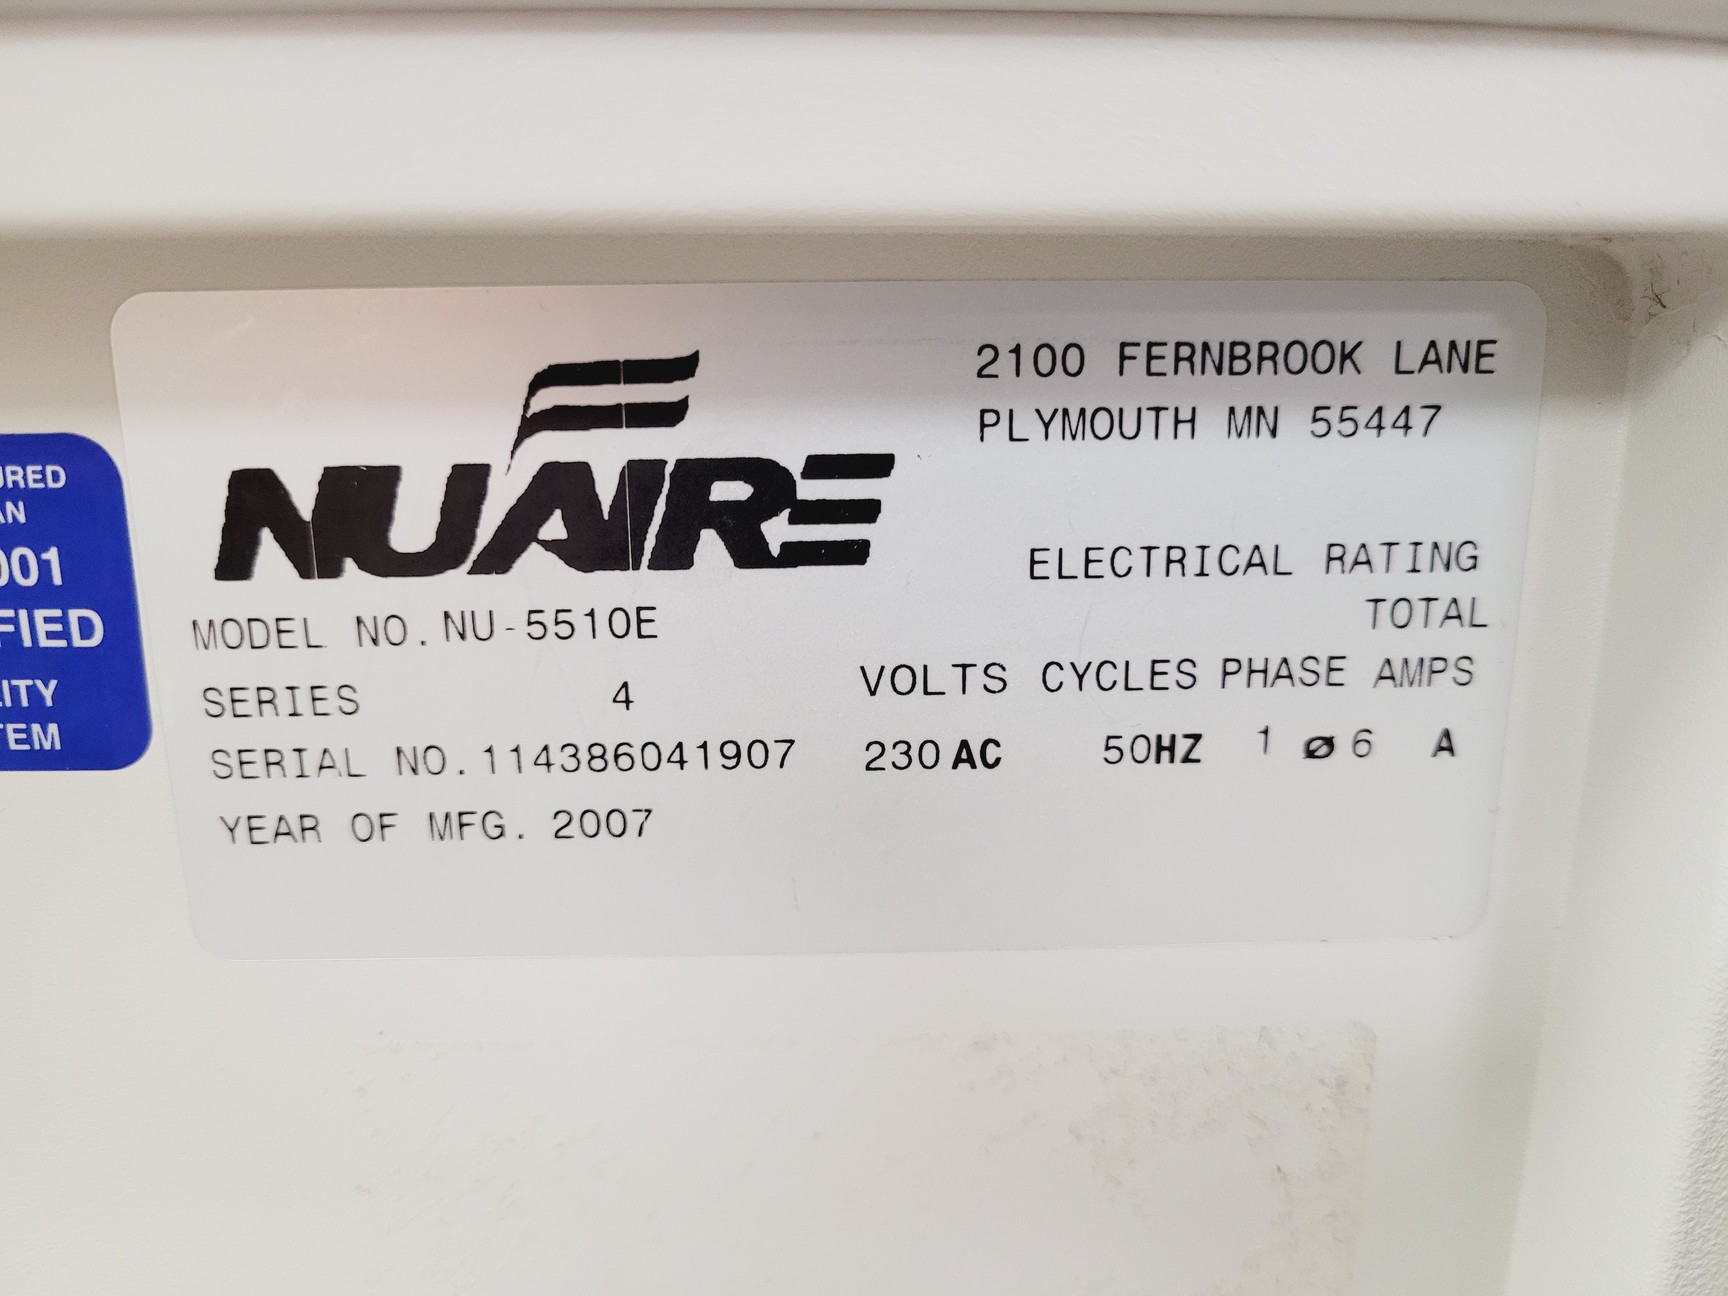 NUAIRE
2100 FERNBROOK LANE
PLYMOUTH MN 55447
ELECTRICAL RATING
TOTAL
MODEL NO. NU-5510E
SERIES 4
VOLTS CYCLES PHASE AMPS
SERIAL NO. 114386041907
230 AC 50HZ 1 ø 6 A
YEAR OF MFG. 2007
URED
AN
001
FIED
ITY
TEM